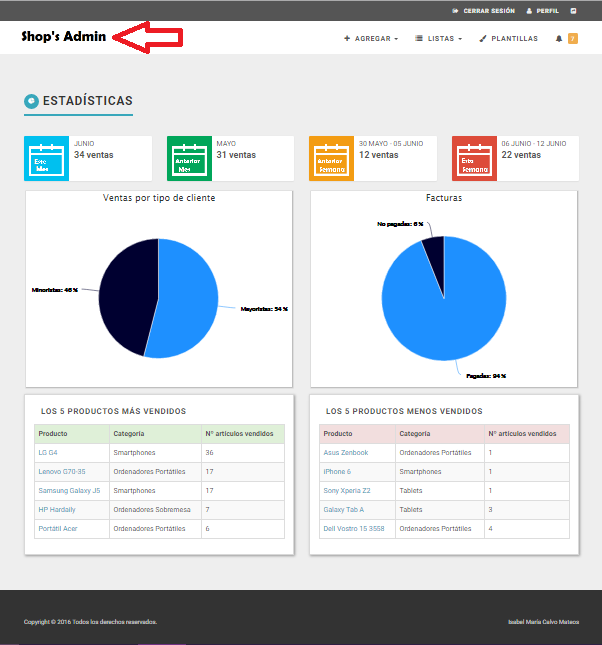 CERRAR SESIÓN PERFIL
Shop's Admin
AGREGAR LISTAS PLANTILLAS
ESTADÍSTICAS
Este Mes
JUNIO
34 ventas
Anterior Mes
MAYO
31 ventas
Anterior Semana
30 MAYO - 05 JUNIO
12 ventas
Esta Semana
06 JUNIO - 12 JUNIO
22 ventas
Ventas por tipo de cliente
Minoristas: 46 %
Mayoristas: 54 %
Facturas
No pagadas: 6 %
Pagadas: 94 %
LOS 5 PRODUCTOS MÁS VENDIDOS
Producto Categoría Nº artículos vendidos
LG G4 Smartphones 36
Lenovo G70-35 Ordenadores Portátiles 17
Samsung Galaxy J5 Smartphones 17
HP Hardaily Ordenadores Sobremesa 7
Portátil Acer Ordenadores Portátiles 6
LOS 5 PRODUCTOS MENOS VENDIDOS
Producto Categoría Nº artículos vendidos
Asus Zenbook Ordenadores Portátiles 1
iPhone 6 Smartphones 1
Sony Xperia Z2 Tablets 1
Galaxy Tab A Tablets 3
Dell Vostro 15 3558 Ordenadores Portátiles 4
Copyright © 2016 Todos los derechos reservados.
Isabel María Calvo Mateos